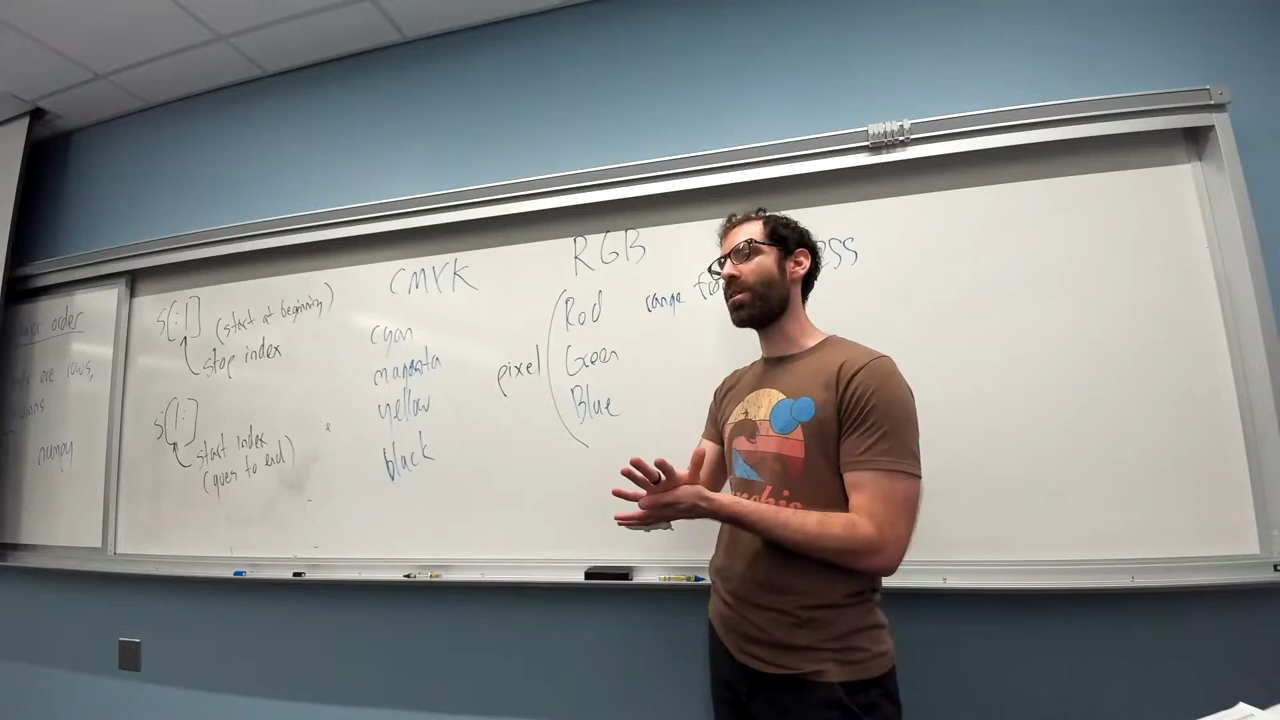 order
are rows,
numpy
s[:1] (start at beginning)
stop index
s[1:]
start index
(goes to end)
CMYK
cyan
magenta
yellow
black
RGB
pixel
Red
Green
Blue
range